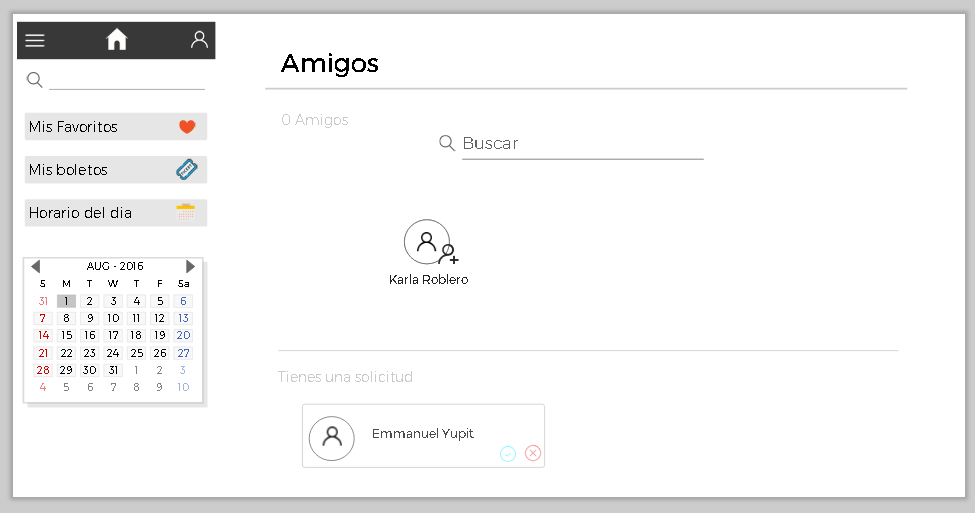 Mis Favoritos
Mis boletos
Horario del dia
AUG - 2016
S M T W T F Sa
31 1 2 3 4 5 6
7 8 9 10 11 12 13
14 15 16 17 18 19 20
21 22 23 24 25 26 27
28 29 30 31 1 2 3
4 5 6 7 8 9 10
Amigos
0 Amigos
Buscar
Karla Roblero
Tienes una solicitud
Emmanuel Yupit